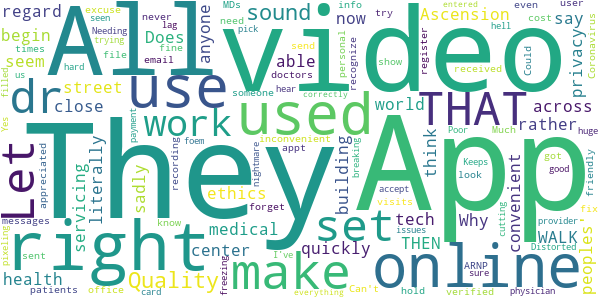 excuse seen MDs info even user
regard never Does anyone need now Ascension cost
Needing lag sound able try say hell
begin times trying fine email pick send personal register Coronavirus
seem us file dr All video privacy
filled hard street use someone doctors recognize show received entered Could
Yes close card hear correctly world THAT across
appreciated literally work used building accept think Poor Much rather huge
Let servicing payment recording foem inconvenient appt breaking look Keeps got good friendly
sadly They ethics nightmare forget visits App convenient fix
messages know medical set tech Why issues cutting WALK peoples
pixeling sent right center quickly THEN provider
health office freezing I've make Can't hold online ARNP sure
patients Quality everything verified Distorted physician